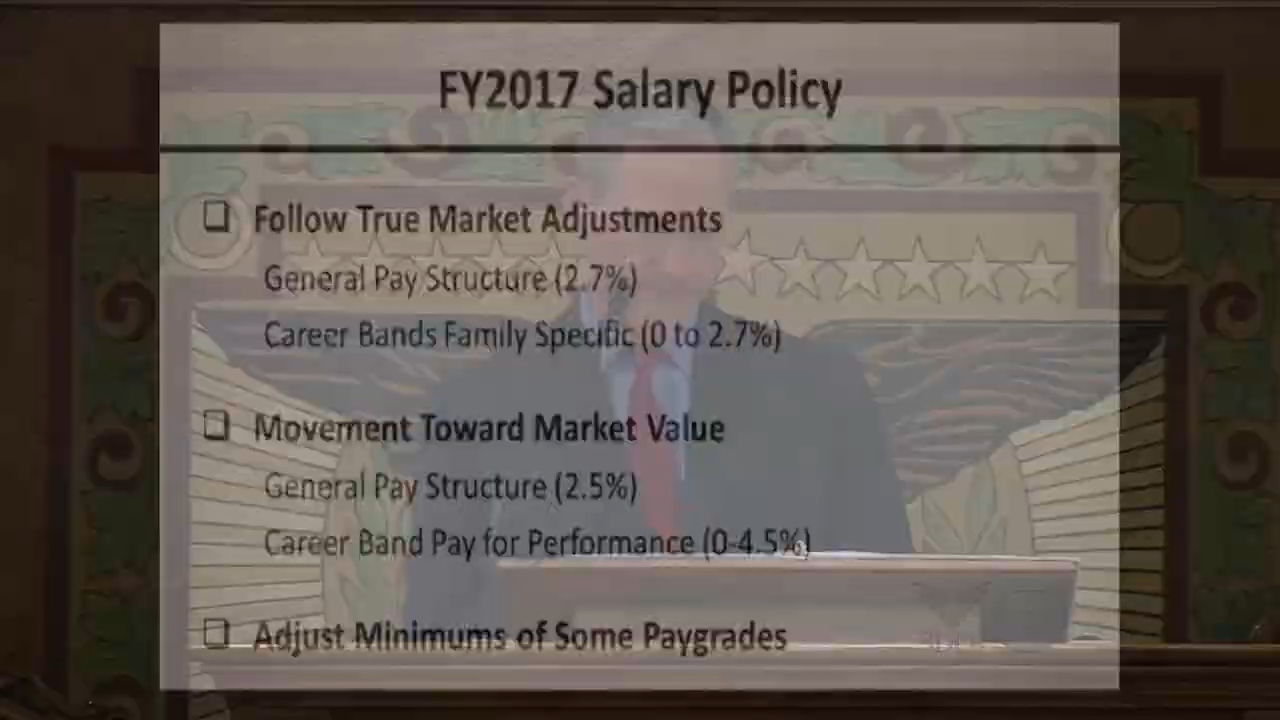 FY2017 Salary Policy
❑ Follow True Market Adjustments
General Pay Structure (2.7%)
Career Bands Family Specific (0 to 2.7%)
❑ Movement Toward Market Value
General Pay Structure (2.5%)
Career Band Pay for Performance (0-4.5%)
❑ Adjust Minimums of Some Paygrades